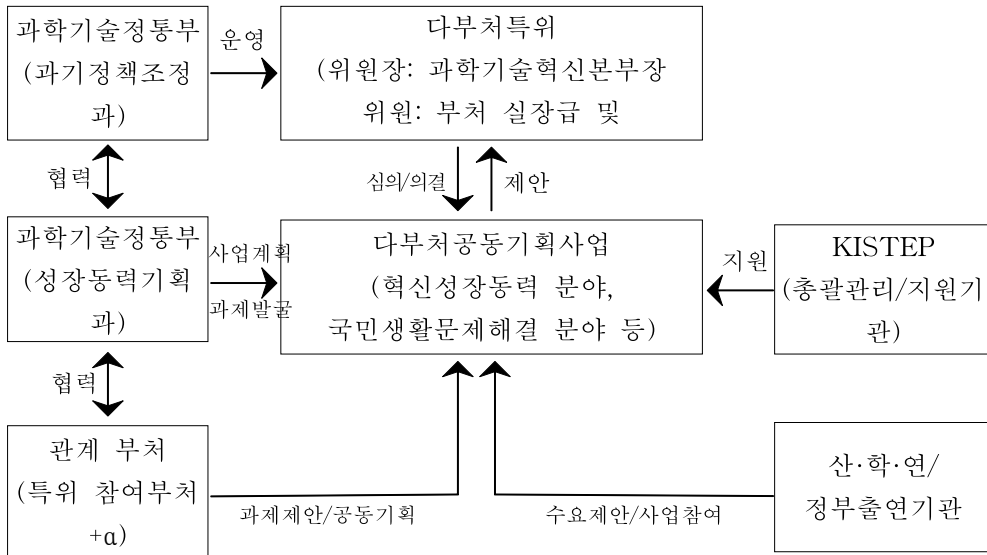 과학기술정통부
(과기정책조정
과)
운영
다부처특위
(위원장: 과학기술혁신본부장
위원: 부처 실장급 및
협력
심의/의결
제안
과학기술정통부
(성장동력기획
과)
사업계획
과제발굴
다부처공동기획사업
(혁신성장동력 분야,
국민생활문제해결 분야 등)
지원
KISTEP
(총괄관리/지원기
관)
협력
관계 부처
(특위 참여부처
+α)
과제제안/공동기획
수요제안/사업참여
산·학·연/
정부출연기관